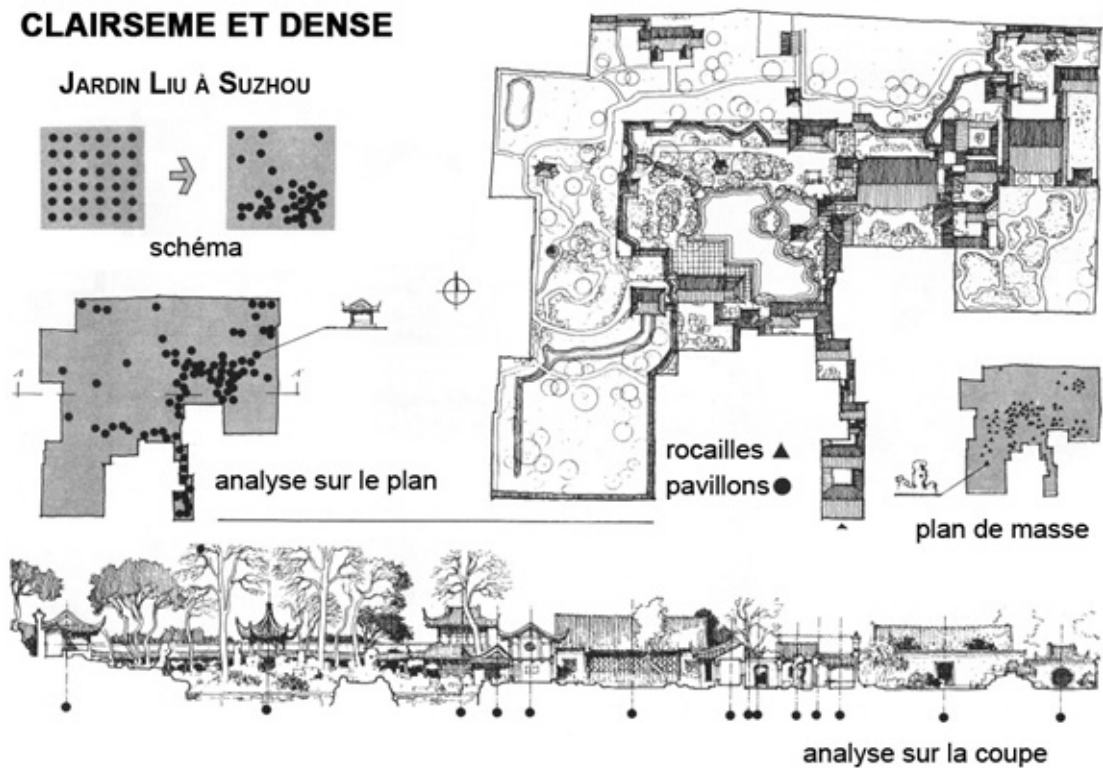 CLAIRSEME ET DENSE
JARDIN LIU À SUZHOU
schéma
analyse sur le plan
rocailles ▲
pavillons ●
plan de masse
analyse sur la coupe